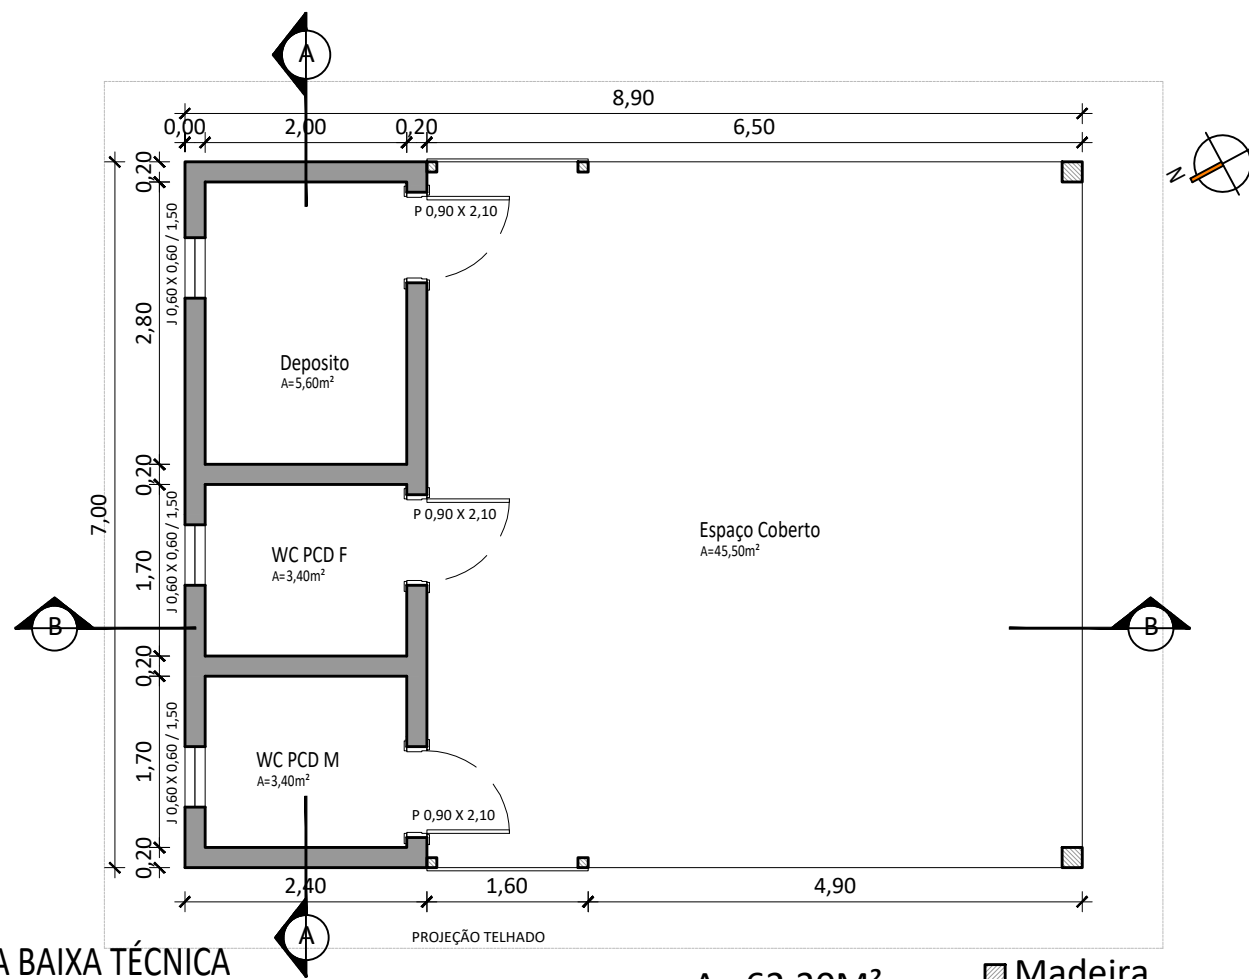 A
8,90
0,00 2,00 0,20 6,50
0,20
N
P 0,90 X 2,10
J 0,60 X 0,60 / 1,50
2,80
Deposito
A=5,60m²
0,20
7,00
P 0,90 X 2,10
J 0,60 X 0,60 / 1,50
Espaço Coberto
A=45,50m²
WC PCD F
A=3,40m²
1,70
B
B
0,20
J 0,60 X 0,60 / 1,50
1,70
WC PCD M
A=3,40m²
P 0,90 X 2,10
0,20
2,40 1,60 4,90
A
PROJEÇÃO TELHADO
A BAIXA TÉCNICA
Madeira